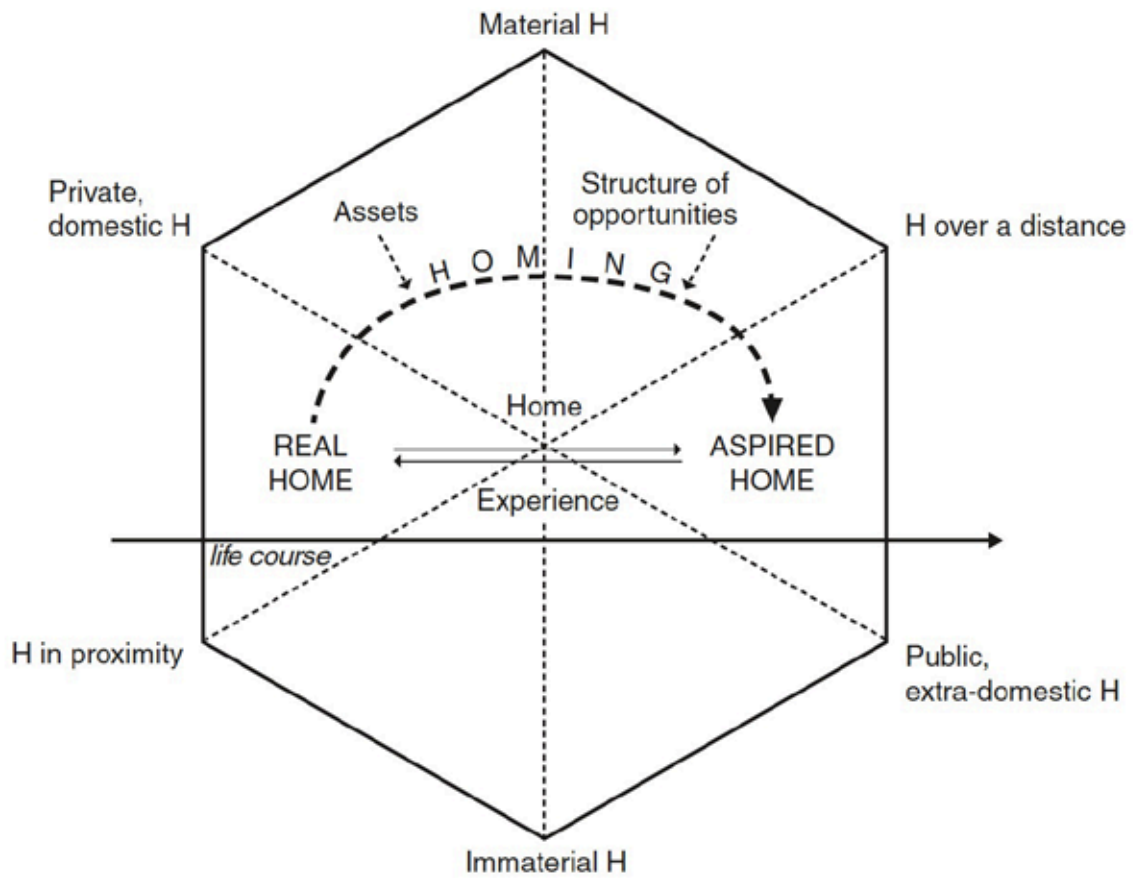 Material H
Structure of
opportunities
Private,
domestic H
Assets
H over a distance
HOMING
Home
REAL
HOME
ASPIRED
HOME
Experience
life course
H in proximity
Public,
extra-domestic H
Immaterial H